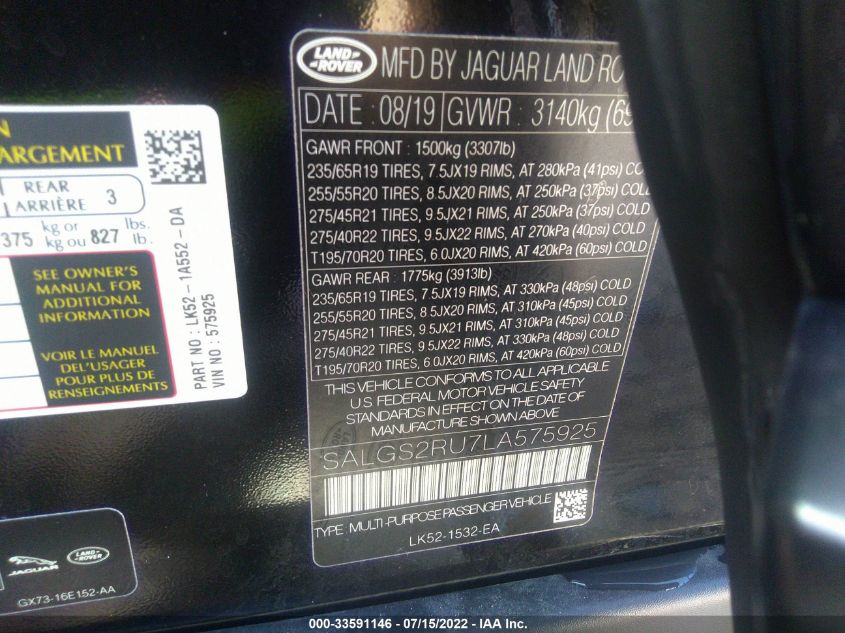 N
ARGEMENT
REAR
ARRIÈRE 3
375 kg or 827 lbs.
kg ou lb.
SEE OWNER'S
MANUAL FOR
ADDITIONAL
INFORMATION
VOIR LE MANUEL
DEL'USAGER
POUR PLUS DE
RENSEIGNEMENTS
PART NO : LK52 - 1A552 - DA
VIN NO : 575925
LAND ROVER MFD BY JAGUAR LAND RO
DATE : 08/19 GVWR : 3140kg (69
GAWR FRONT : 1500kg (3307lb)
235/65R19 TIRES, 7.5JX19 RIMS, AT 280kPa (41psi) CO
255/55R20 TIRES, 8.5JX20 RIMS, AT 250kPa (37psi) COLD
275/45R21 TIRES, 9.5JX21 RIMS, AT 250kPa (37psi) COLD
275/40R22 TIRES, 9.5JX22 RIMS, AT 270kPa (40psi) COLD
T195/70R20 TIRES, 6.0JX20 RIMS, AT 420kPa (60psi) COLD
GAWR REAR : 1775kg (3913lb)
235/65R19 TIRES, 7.5JX19 RIMS, AT 330kPa (48psi) COLD
255/55R20 TIRES, 8.5JX20 RIMS, AT 310kPa (45psi) COLD
275/45R21 TIRES, 9.5JX21 RIMS, AT 310kPa (45psi) COLD
275/40R22 TIRES, 9.5JX22 RIMS, AT 330kPa (48psi) COLD
T195/70R20 TIRES, 6.0JX20 RIMS, AT 420kPa (60psi) COLD
THIS VEHICLE CONFORMS TO ALL APPLICABLE
U.S FEDERAL MOTOR VEHICLE SAFETY
STANDARDS IN EFFECT ON THE DATE OF
MANUFACTURE SHOWN ABOVE
SALGS2RU7LA575925
TYPE : MULTI-PURPOSE PASSENGER VEHICLE
LK52-1532-EA
JAGUAR LAND ROVER
GX73-16E152-AA
000-33591146 - 07/15/2022 - IAA Inc.